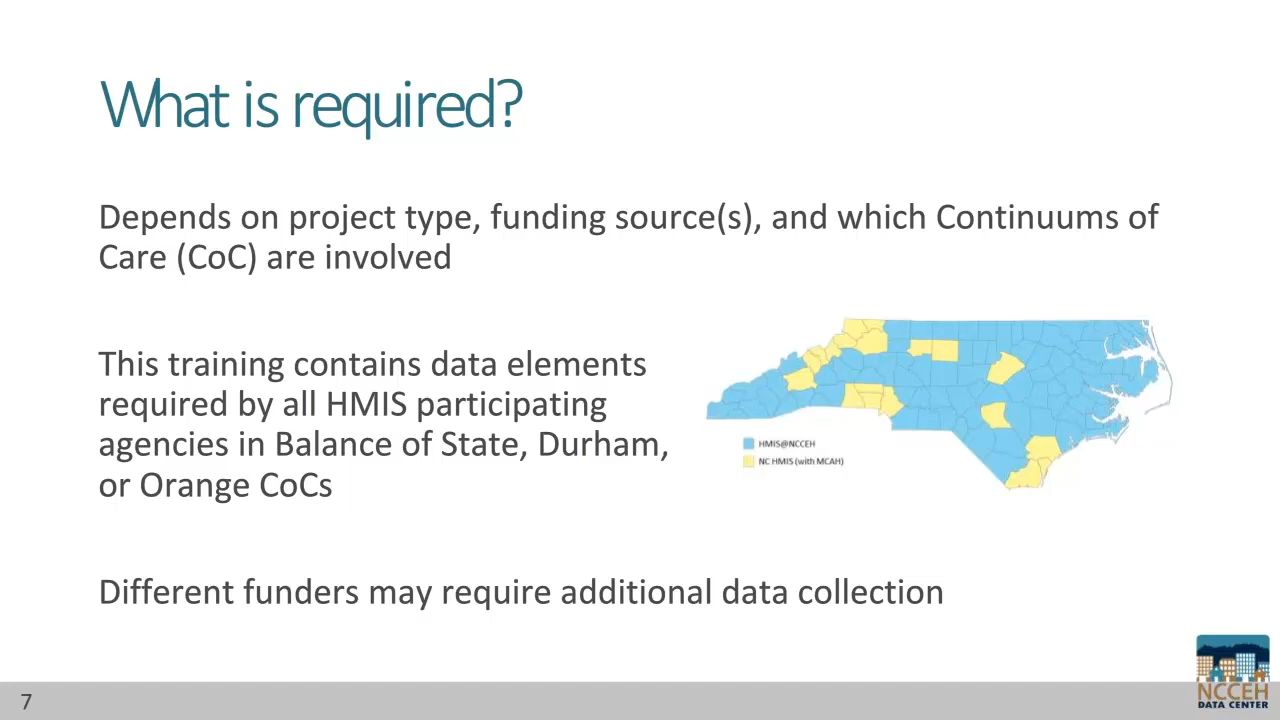 What is required?
Depends on project type, funding source(s), and which Continuums of
Care (CoC) are involved
This training contains data elements
required by all HMIS participating
agencies in Balance of State, Durham,
or Orange CoCs
HMIS@NCCEH
NC HMIS (with MCAH)
Different funders may require additional data collection
7
NCCEH
DATA CENTER